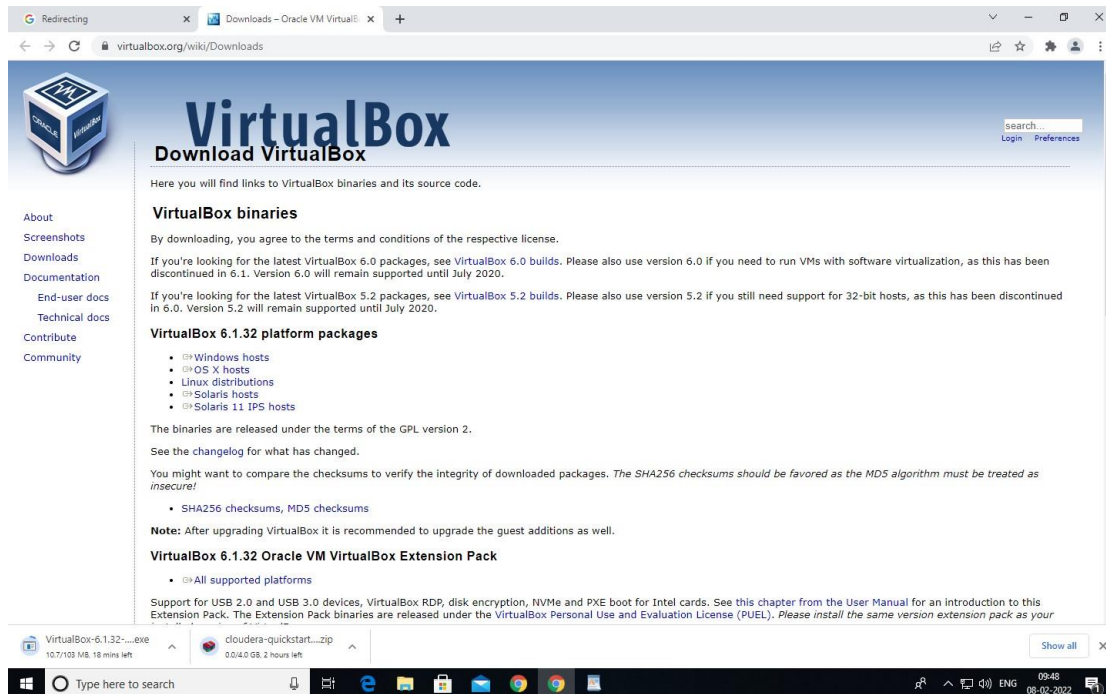 Redirecting
Downloads – Oracle VM VirtualB
virtualbox.org/wiki/Downloads
ORACLE
VirtualBox
VirtualBox
search...
Login Preferences
Download VirtualBox
Here you will find links to VirtualBox binaries and its source code.
About
Screenshots
Downloads
Documentation
End-user docs
Technical docs
Contribute
Community
VirtualBox binaries
By downloading, you agree to the terms and conditions of the respective license.
If you're looking for the latest VirtualBox 6.0 packages, see VirtualBox 6.0 builds. Please also use version 6.0 if you need to run VMs with software virtualization, as this has been
discontinued in 6.1. Version 6.0 will remain supported until July 2020.
If you're looking for the latest VirtualBox 5.2 packages, see VirtualBox 5.2 builds. Please also use version 5.2 if you still need support for 32-bit hosts, as this has been discontinued
in 6.0. Version 5.2 will remain supported until July 2020.
VirtualBox 6.1.32 platform packages
Windows hosts
OS X hosts
Linux distributions
Solaris hosts
Solaris 11 IPS hosts
The binaries are released under the terms of the GPL version 2.
See the changelog for what has changed.
You might want to compare the checksums to verify the integrity of downloaded packages. The SHA256 checksums should be favored as the MD5 algorithm must be treated as
insecure!
SHA256 checksums, MD5 checksums
Note: After upgrading VirtualBox it is recommended to upgrade the guest additions as well.
VirtualBox 6.1.32 Oracle VM VirtualBox Extension Pack
All supported platforms
Support for USB 2.0 and USB 3.0 devices, VirtualBox RDP, disk encryption, NVMe and PXE boot for Intel cards. See this chapter from the User Manual for an introduction to this
Extension Pack. The Extension Pack binaries are released under the VirtualBox Personal Use and Evaluation License (PUEL). Please install the same version extension pack as your
VirtualBox-6.1.32-....exe
10.7/103 MB, 18 mins left
cloudera-quickstart....zip
0.0/4.0 GB, 2 hours left
Show all
Type here to search
ENG
09:48
08-02-2022